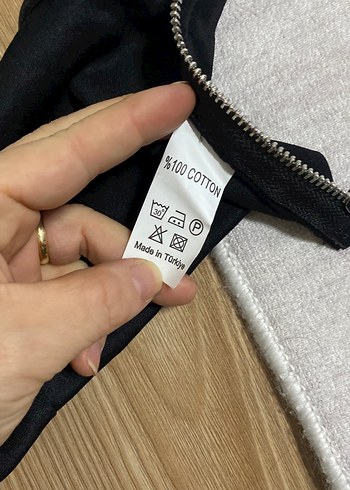 %100 COTTON
30°
P
Made in Türkiye